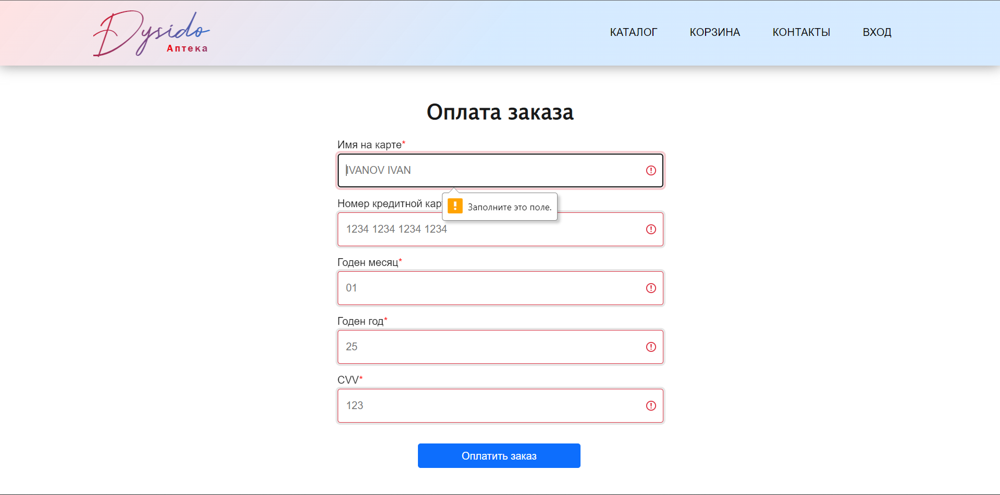 Dysido
Аптека
КАТАЛОГ КОРЗИНА КОНТАКТЫ ВХОД
Оплата заказа
Имя на карте*
IVANOV IVAN
Заполните это поле.
Номер кредитной кар
1234 1234 1234 1234
Годен месяц*
01
Годен год*
25
CVV*
123
Оплатить заказ